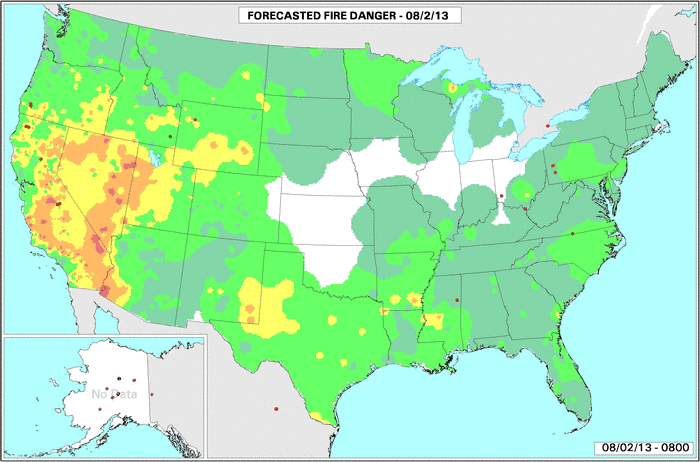 FORECASTED FIRE DANGER - 08/2/13
No Data
08/02/13 - 0800